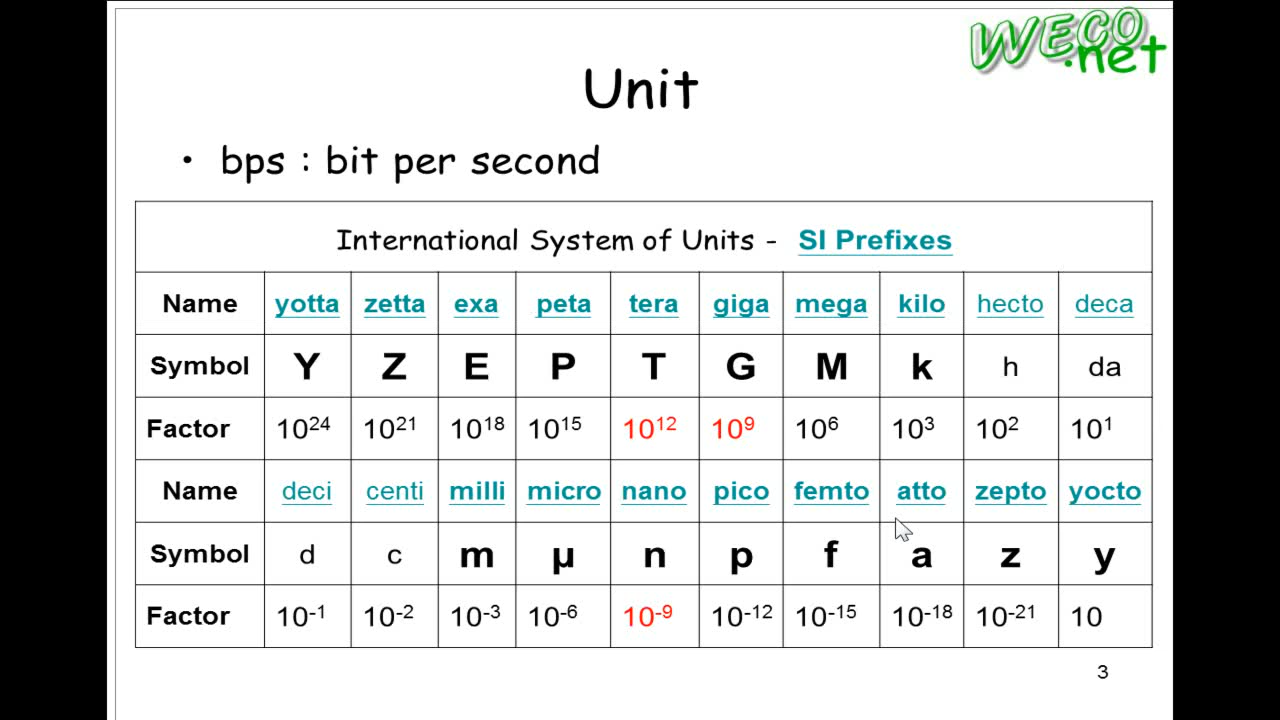 WECO
.net
Unit
• bps : bit per second
International System of Units - SI Prefixes
Name yotta zetta exa peta tera giga mega kilo hecto deca
Symbol Y Z E P T G M k h da
Factor 10²⁴ 10²¹ 10¹⁸ 10¹⁵ 10¹² 10⁹ 10⁶ 10³ 10² 10¹
Name deci centi milli micro nano pico femto atto zepto yocto
Symbol d c m µ n p f a z y
Factor 10⁻¹ 10⁻² 10⁻³ 10⁻⁶ 10⁻⁹ 10⁻¹² 10⁻¹⁵ 10⁻¹⁸ 10⁻²¹ 10
3